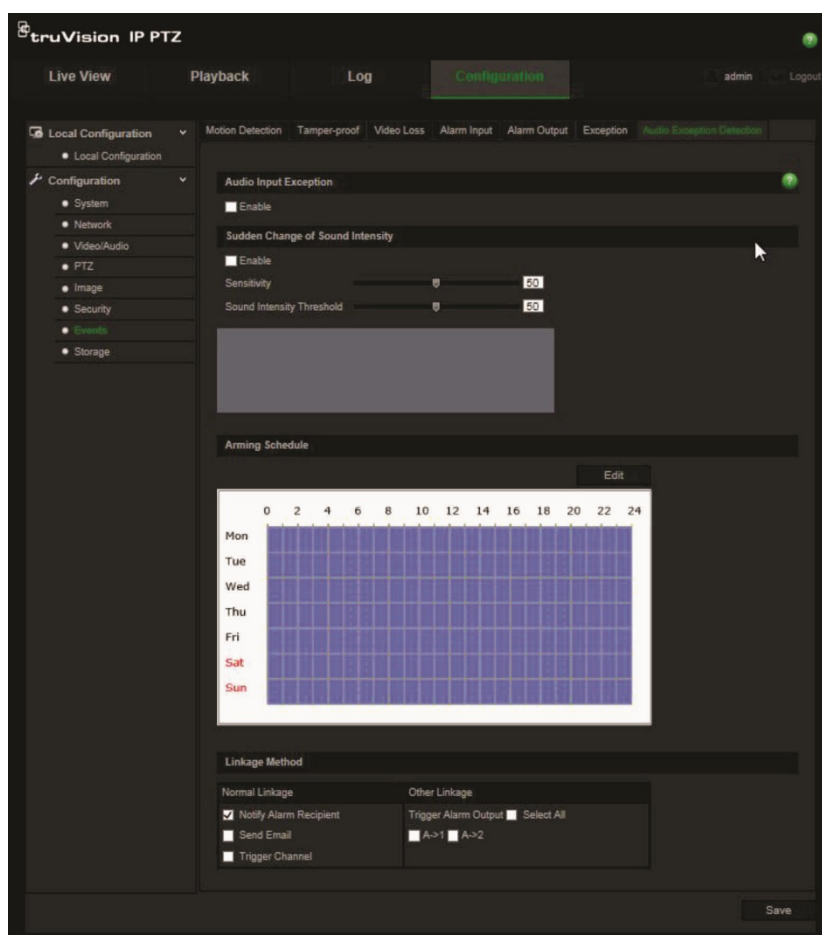 truVision IP PTZ
?
Live View Playback Log Configuration admin Logout
Local Configuration
Local Configuration
Configuration
System
Network
Video/Audio
PTZ
Image
Security
Events
Storage
Motion Detection Tamper-proof Video Loss Alarm Input Alarm Output Exception Audio Exception Detection
Audio Input Exception
?
Enable
Sudden Change of Sound Intensity
Enable
Sensitivity 50
Sound Intensity Threshold 50
Arming Schedule
Edit
0 2 4 6 8 10 12 14 16 18 20 22 24
Mon
Tue
Wed
Thu
Fri
Sat
Sun
Linkage Method
Normal Linkage Other Linkage
Notify Alarm Recipient Trigger Alarm Output Select All
Send Email A->1 A->2
Trigger Channel
Save